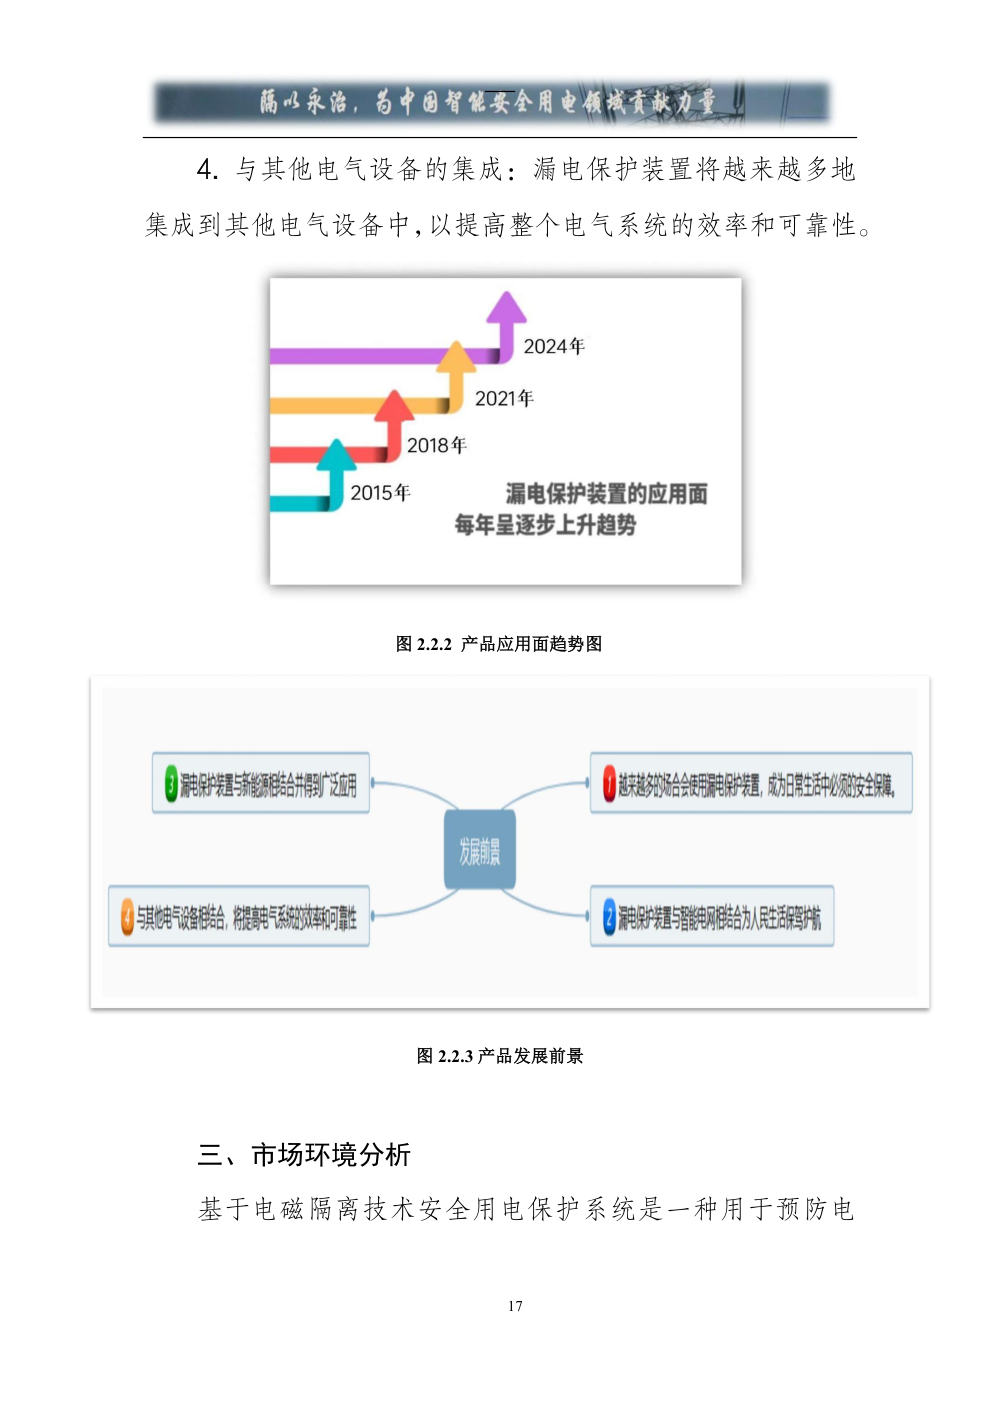 隔以永治，为中国智能安全用电领域贡献力量
4. 与其他电气设备的集成：漏电保护装置将越来越多地
集成到其他电气设备中，以提高整个电气系统的效率和可靠性。
2024年
2021年
2018年
2015年
漏电保护装置的应用面
每年呈逐步上升趋势
图 2.2.2 产品应用面趋势图
3 漏电保护装置与新能源相结合并得到广泛应用
1 越来越多的场合会使用漏电保护装置，成为日常生活中必须的安全保障。
发展前景
4 与其他电气设备相结合，将提高电气系统的效率和可靠性
2 漏电保护装置与智能电网相结合为人民生活保驾护航
图 2.2.3 产品发展前景
三、市场环境分析
基于电磁隔离技术安全用电保护系统是一种用于预防电
17